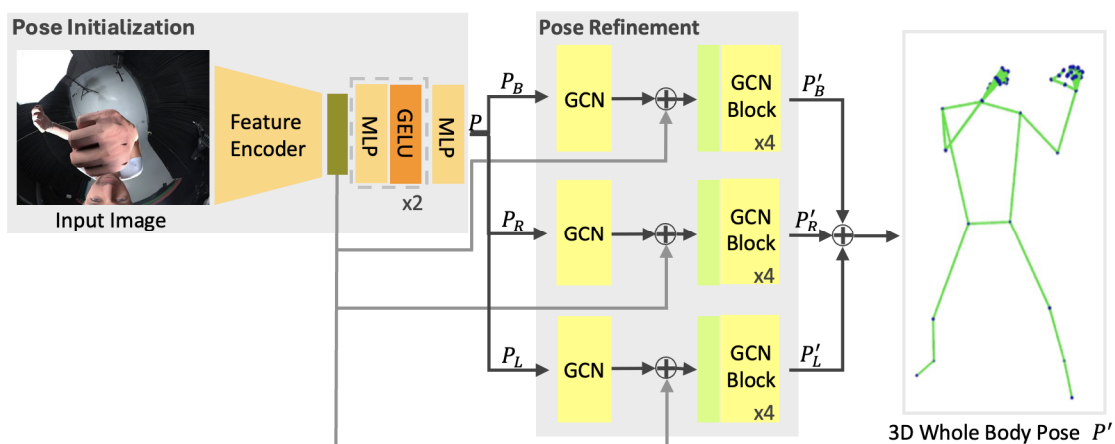 Pose Initialization
Input Image
Feature
Encoder
MLP
GELU
x2
MLP
P
Pose Refinement
P_B
GCN
GCN
Block
x4
P'_B
P_R
GCN
GCN
Block
x4
P'_R
P_L
GCN
GCN
Block
x4
P'_L
3D Whole Body Pose P'